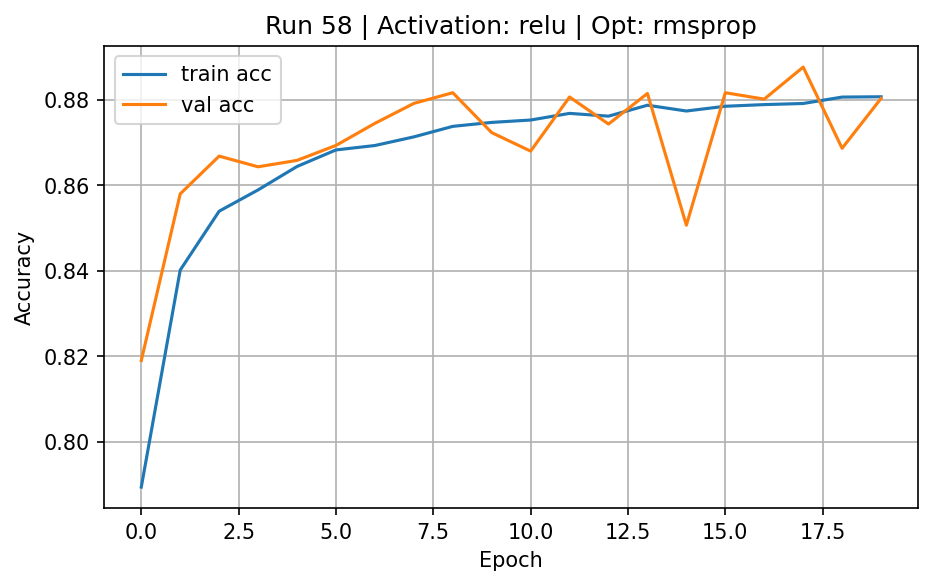 Run 58 | Activation: relu | Opt: rmsprop
train acc
val acc
0.88
0.86
0.84
0.82
0.80
Accuracy
0.0 2.5 5.0 7.5 10.0 12.5 15.0 17.5
Epoch